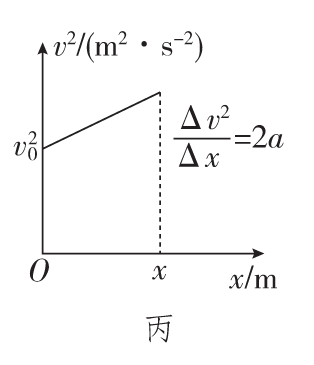 v²/(m²・s⁻²)
v₀²
Δv²/Δx=2a
O
x
x/m
丙